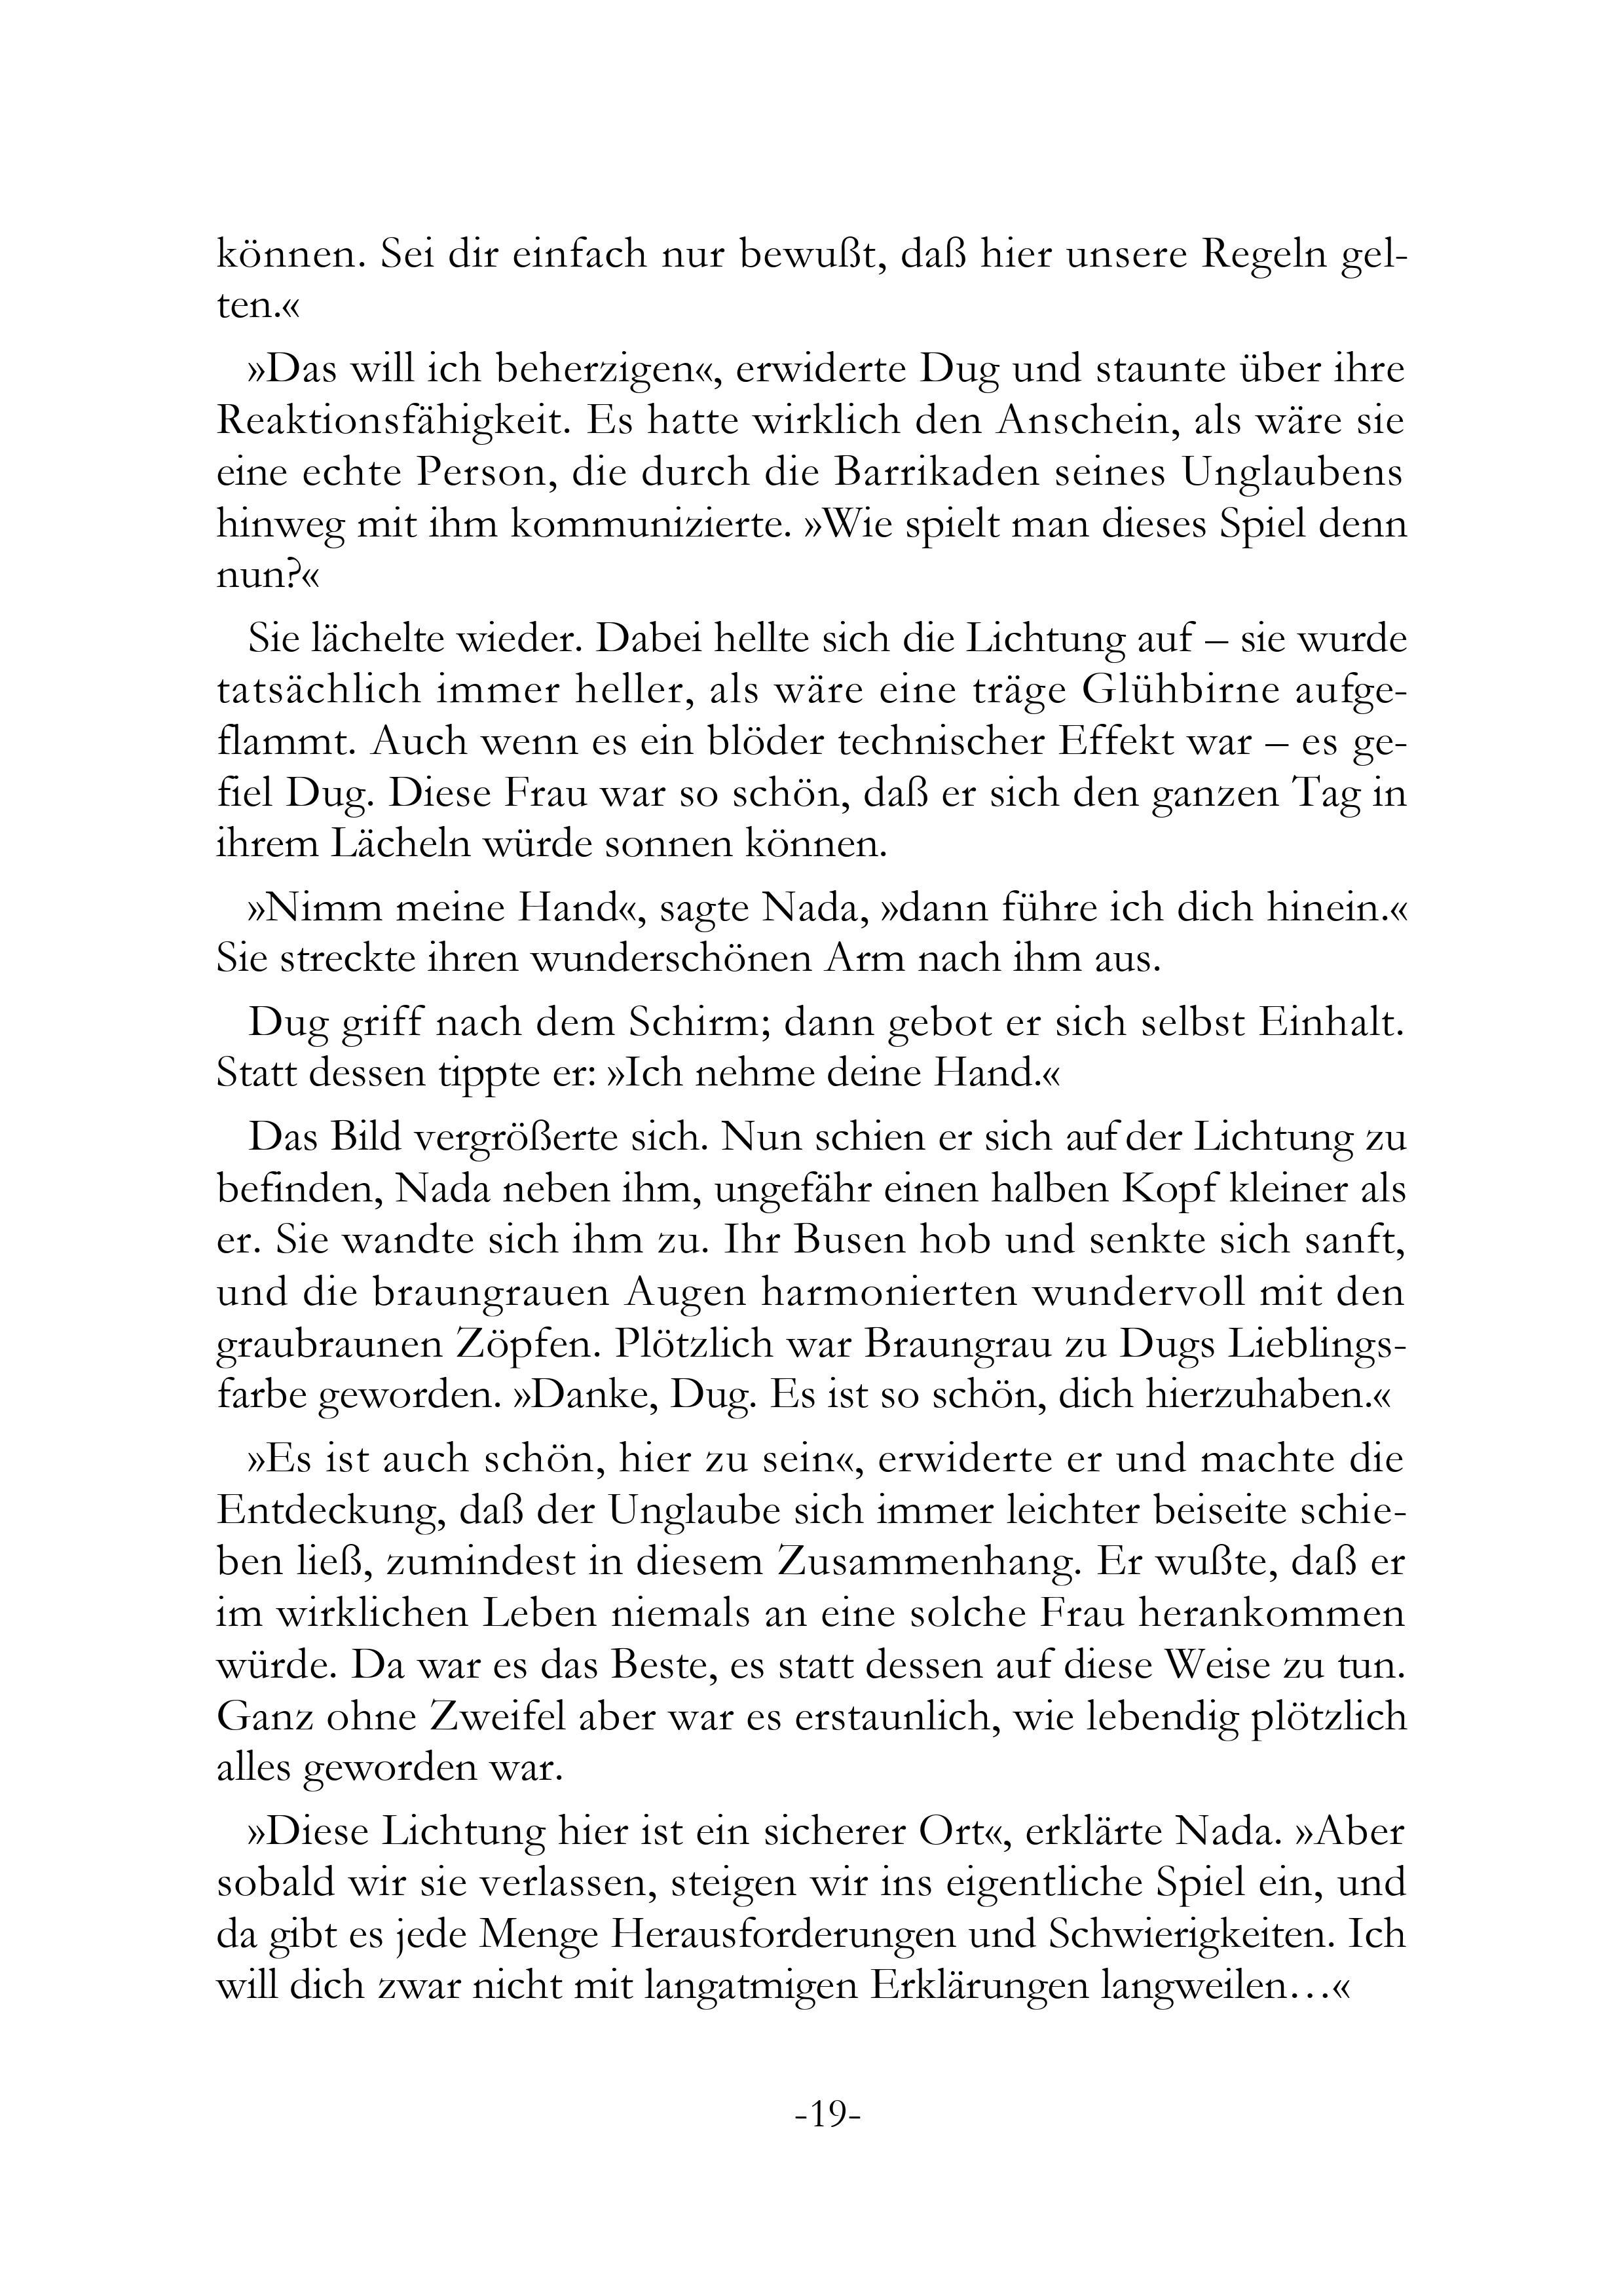 können. Sei dir einfach nur bewußt, daß hier unsere Regeln gel-
ten.«
»Das will ich beherzigen«, erwiderte Dug und staunte über ihre
Reaktionsfähigkeit. Es hatte wirklich den Anschein, als wäre sie
eine echte Person, die durch die Barrikaden seines Unglaubens
hinweg mit ihm kommunizierte. »Wie spielt man dieses Spiel denn
nun?«
Sie lächelte wieder. Dabei hellte sich die Lichtung auf – sie wurde
tatsächlich immer heller, als wäre eine träge Glühbirne aufge-
flammt. Auch wenn es ein blöder technischer Effekt war – es ge-
fiel Dug. Diese Frau war so schön, daß er sich den ganzen Tag in
ihrem Lächeln würde sonnen können.
»Nimm meine Hand«, sagte Nada, »dann führe ich dich hinein.«
Sie streckte ihren wunderschönen Arm nach ihm aus.
Dug griff nach dem Schirm; dann gebot er sich selbst Einhalt.
Statt dessen tippte er: »Ich nehme deine Hand.«
Das Bild vergrößerte sich. Nun schien er sich auf der Lichtung zu
befinden, Nada neben ihm, ungefähr einen halben Kopf kleiner als
er. Sie wandte sich ihm zu. Ihr Busen hob und senkte sich sanft,
und die braungrauen Augen harmonierten wundervoll mit den
graubraunen Zöpfen. Plötzlich war Braungrau zu Dugs Lieblings-
farbe geworden. »Danke, Dug. Es ist so schön, dich hierzuhaben.«
»Es ist auch schön, hier zu sein«, erwiderte er und machte die
Entdeckung, daß der Unglaube sich immer leichter beiseite schie-
ben ließ, zumindest in diesem Zusammenhang. Er wußte, daß er
im wirklichen Leben niemals an eine solche Frau herankommen
würde. Da war es das Beste, es statt dessen auf diese Weise zu tun.
Ganz ohne Zweifel aber war es erstaunlich, wie lebendig plötzlich
alles geworden war.
»Diese Lichtung hier ist ein sicherer Ort«, erklärte Nada. »Aber
sobald wir sie verlassen, steigen wir ins eigentliche Spiel ein, und
da gibt es jede Menge Herausforderungen und Schwierigkeiten. Ich
will dich zwar nicht mit langatmigen Erklärungen langweilen…«
-19-